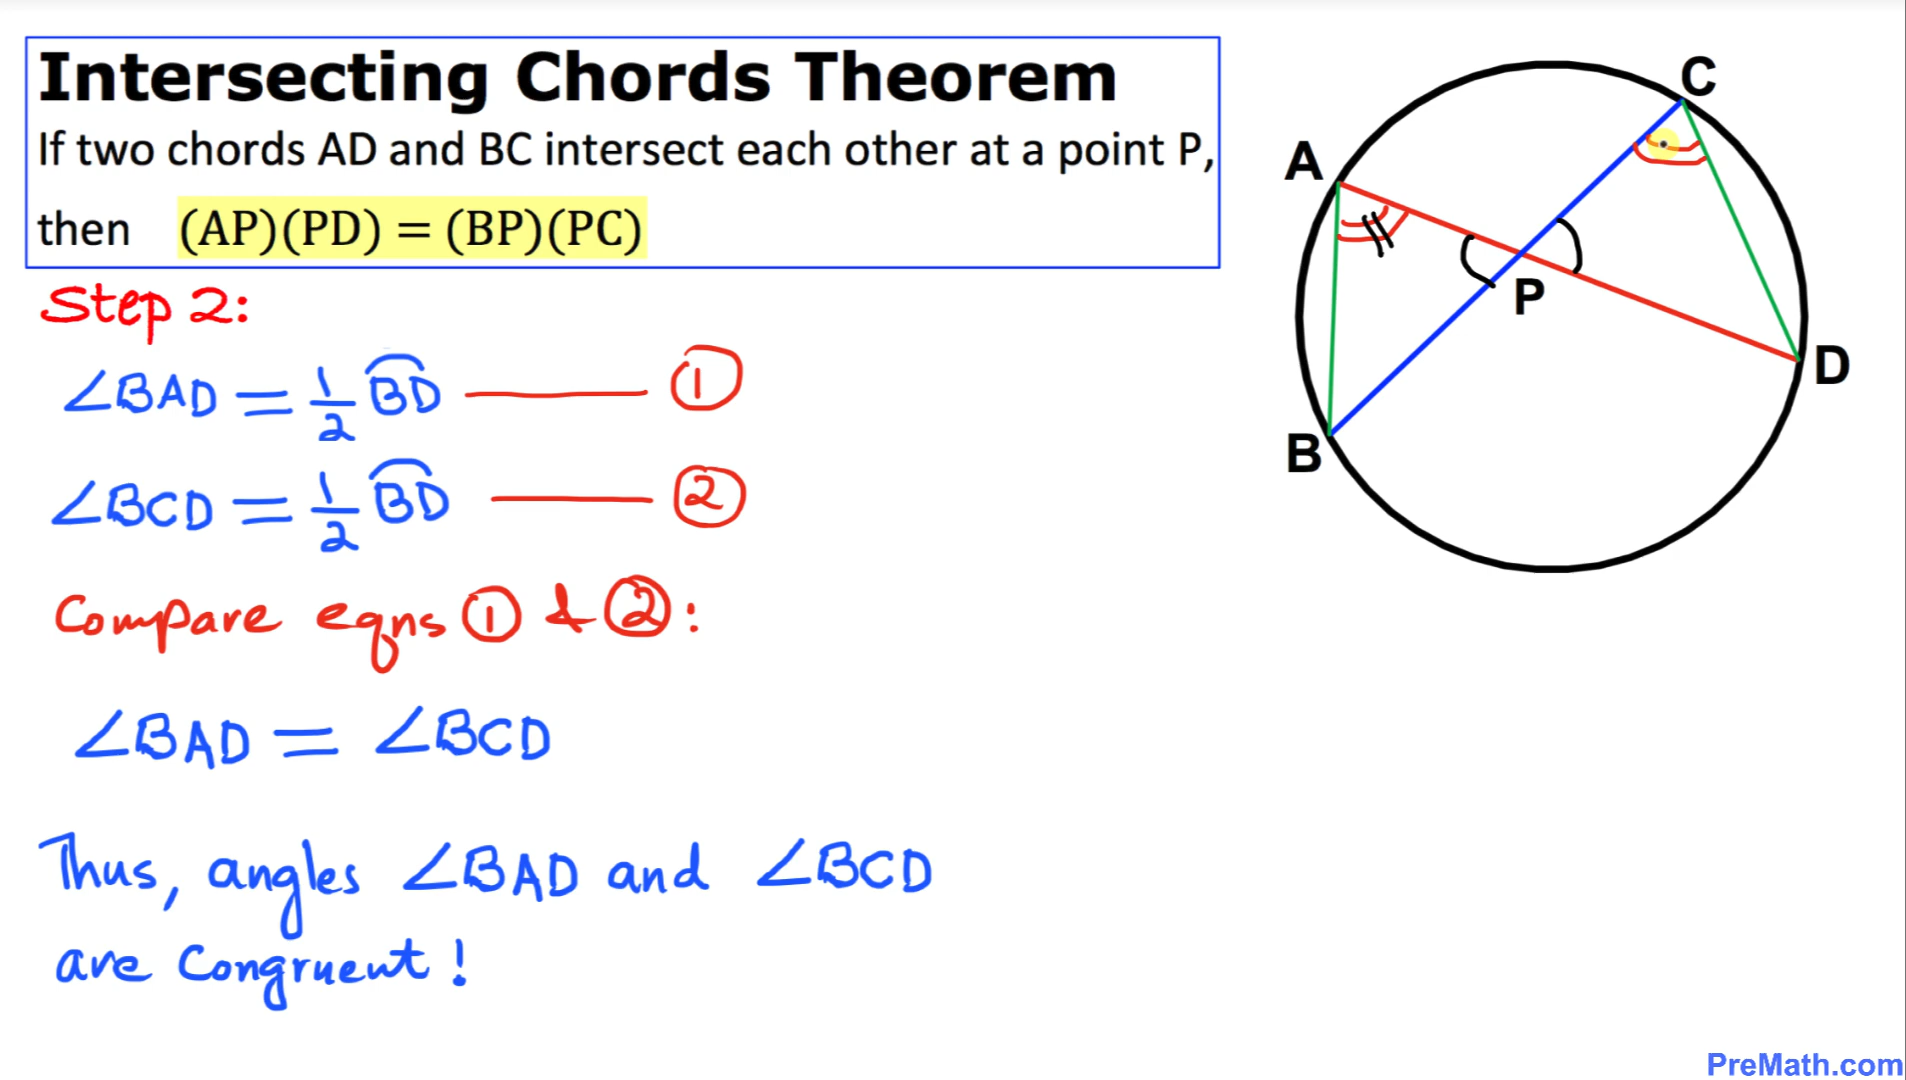 Intersecting Chords Theorem
If two chords AD and BC intersect each other at a point P,
then (AP)(PD) = (BP)(PC)
Step 2:
∠BAD = 1/2 B͡D ——— ①
∠BCD = 1/2 B͡D ——— ②
Compare eqns ① & ②:
∠BAD = ∠BCD
Thus, angles ∠BAD and ∠BCD
are Congruent!
C
A
P
D
B
PreMath.com